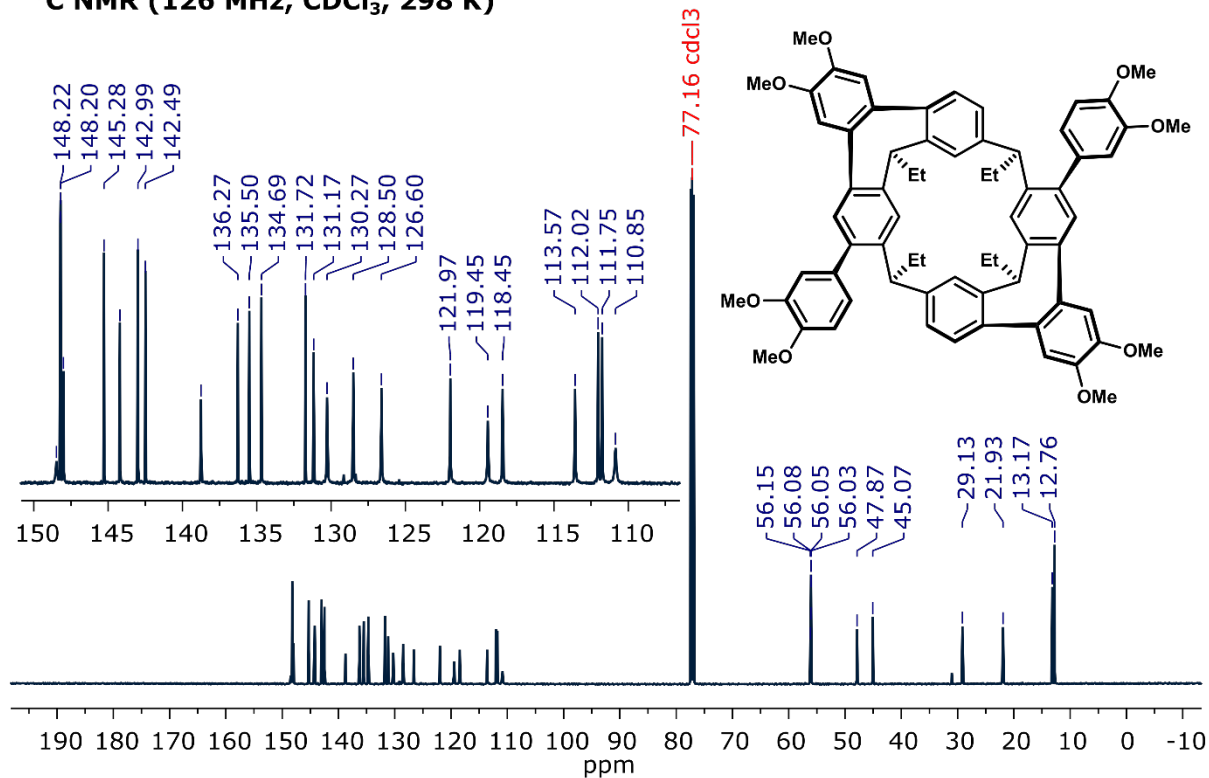 C NMR (126 MHz, CDCl₃, 298 K)
148.22
148.20
145.28
142.99
142.49
136.27
135.50
134.69
131.72
131.17
130.27
128.50
126.60
121.97
119.45
118.45
113.57
112.02
111.75
110.85
150 145 140 135 130 125 120 115 110
77.16 cdcl3
MeO
MeO
OMe
OMe
Et
Et
Et
Et
MeO
MeO
OMe
OMe
56.15
56.08
56.05
56.03
47.87
45.07
29.13
21.93
13.17
12.76
190 180 170 160 150 140 130 120 110 100 90 80 70 60 50 40 30 20 10 0 -10
ppm